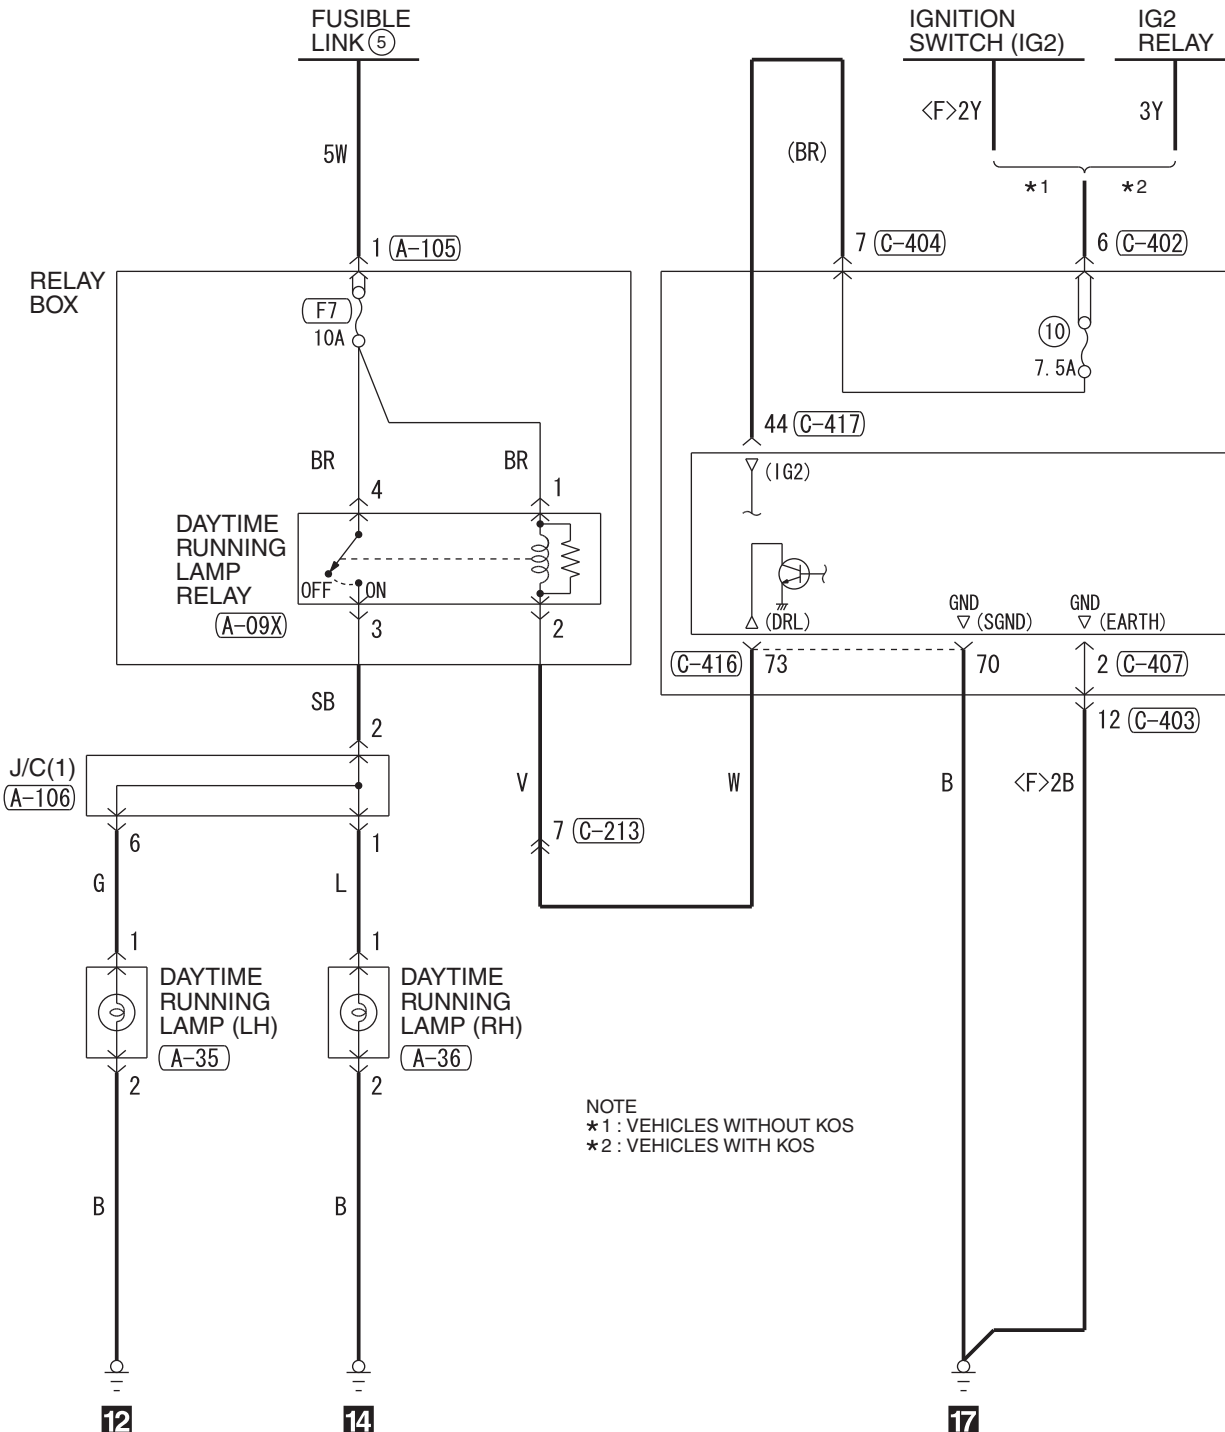 FUSIBLE
LINK 5
IGNITION
SWITCH (IG2)
IG2
RELAY
<F>2Y
3Y
5W
(BR)
*1
*2
1 A-105
7 C-404
6 C-402
RELAY
BOX
F7
10A
10
7.5A
44 C-417
BR
BR
(IG2)
4
1
DAYTIME
RUNNING
LAMP
RELAY
OFF
ON
A-09X
3
2
(DRL)
GND
(SGND)
GND
(EARTH)
C-416
73
70
2 C-407
12 C-403
SB
2
J/C(1)
A-106
V
W
B
<F>2B
6
1
7 C-213
G
L
1
1
DAYTIME
RUNNING
LAMP (LH)
A-35
DAYTIME
RUNNING
LAMP (RH)
A-36
2
2
NOTE
*1 : VEHICLES WITHOUT KOS
*2 : VEHICLES WITH KOS
B
B
12
14
17